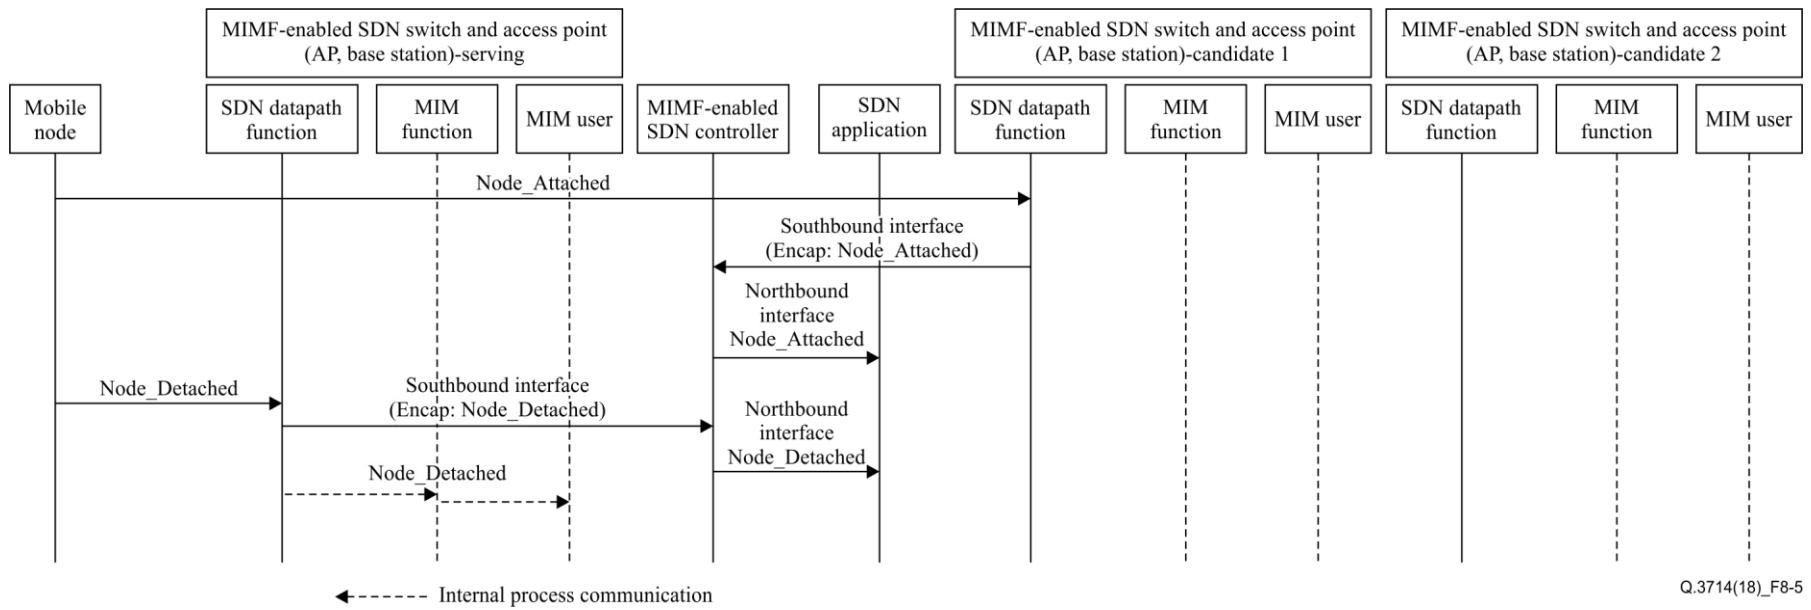 MIMF-enabled SDN switch and access point
(AP, base station)-serving
MIMF-enabled SDN switch and access point
(AP, base station)-candidate 1
MIMF-enabled SDN switch and access point
(AP, base station)-candidate 2
Mobile
node
SDN datapath
function
MIM
function
MIM user
MIMF-enabled
SDN controller
SDN
application
SDN datapath
function
MIM
function
MIM user
SDN datapath
function
MIM
function
MIM user
Node_Attached
Southbound interface
(Encap: Node_Attached)
Northbound
interface
Node_Attached
Node_Detached
Southbound interface
(Encap: Node_Detached)
Northbound
interface
Node_Detached
Node_Detached
Internal process communication
Q.3714(18)_F8-5